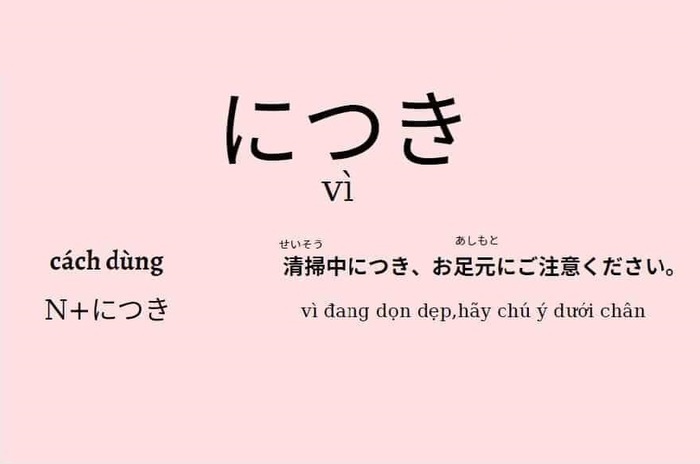 につき
vì
cách dùng
N+につき
せいそう あしもと
清掃中につき、お足元にご注意ください。
vì đang dọn dẹp,hãy chú ý dưới chân